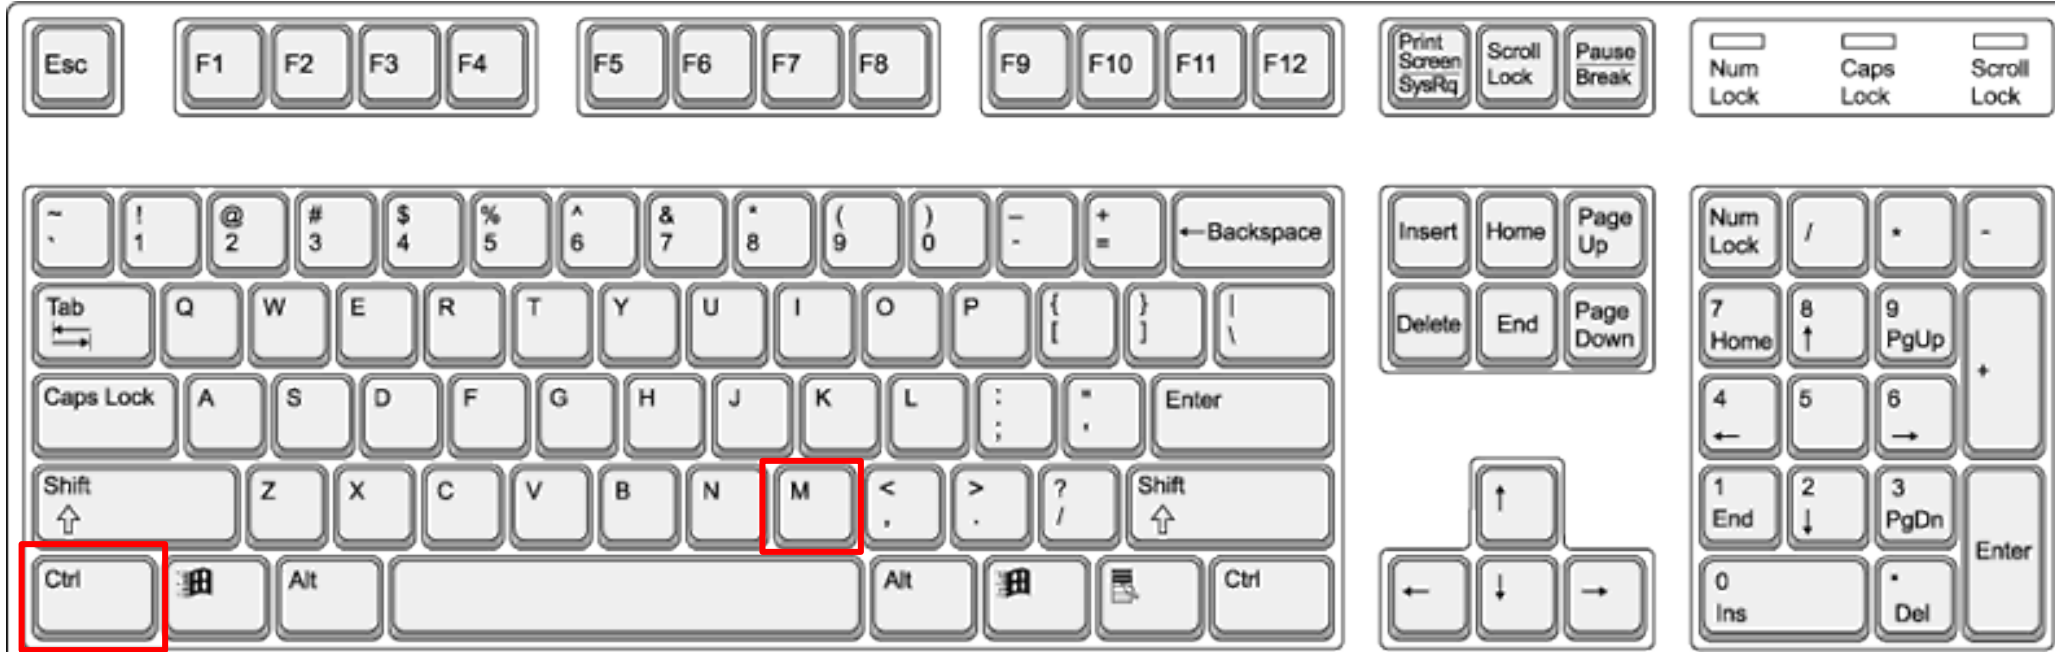 Esc F1 F2 F3 F4 F5 F6 F7 F8 F9 F10 F11 F12
Print
Screen
SysRq
Scroll
Lock
Pause
Break
Num
Lock
Caps
Lock
Scroll
Lock
~ ! @ # $ % ^ & * ( ) _ +
` 1 2 3 4 5 6 7 8 9 0 - = ←Backspace
Insert Home Page
Up
Num
Lock / * -
Tab Q W E R T Y U I O P { } |
[ ] \
Delete End Page
Down
7 8 9
Home ↑ PgUp +
Caps Lock A S D F G H J K L : " Enter
; '
4 5 6
← →
Shift Z X C V B N M < > ? Shift
⇧ , . / ⇧
↑
1 2 3
End ↓ PgDn Enter
Ctrl Alt Alt Ctrl
← ↓ →
0 .
Ins Del